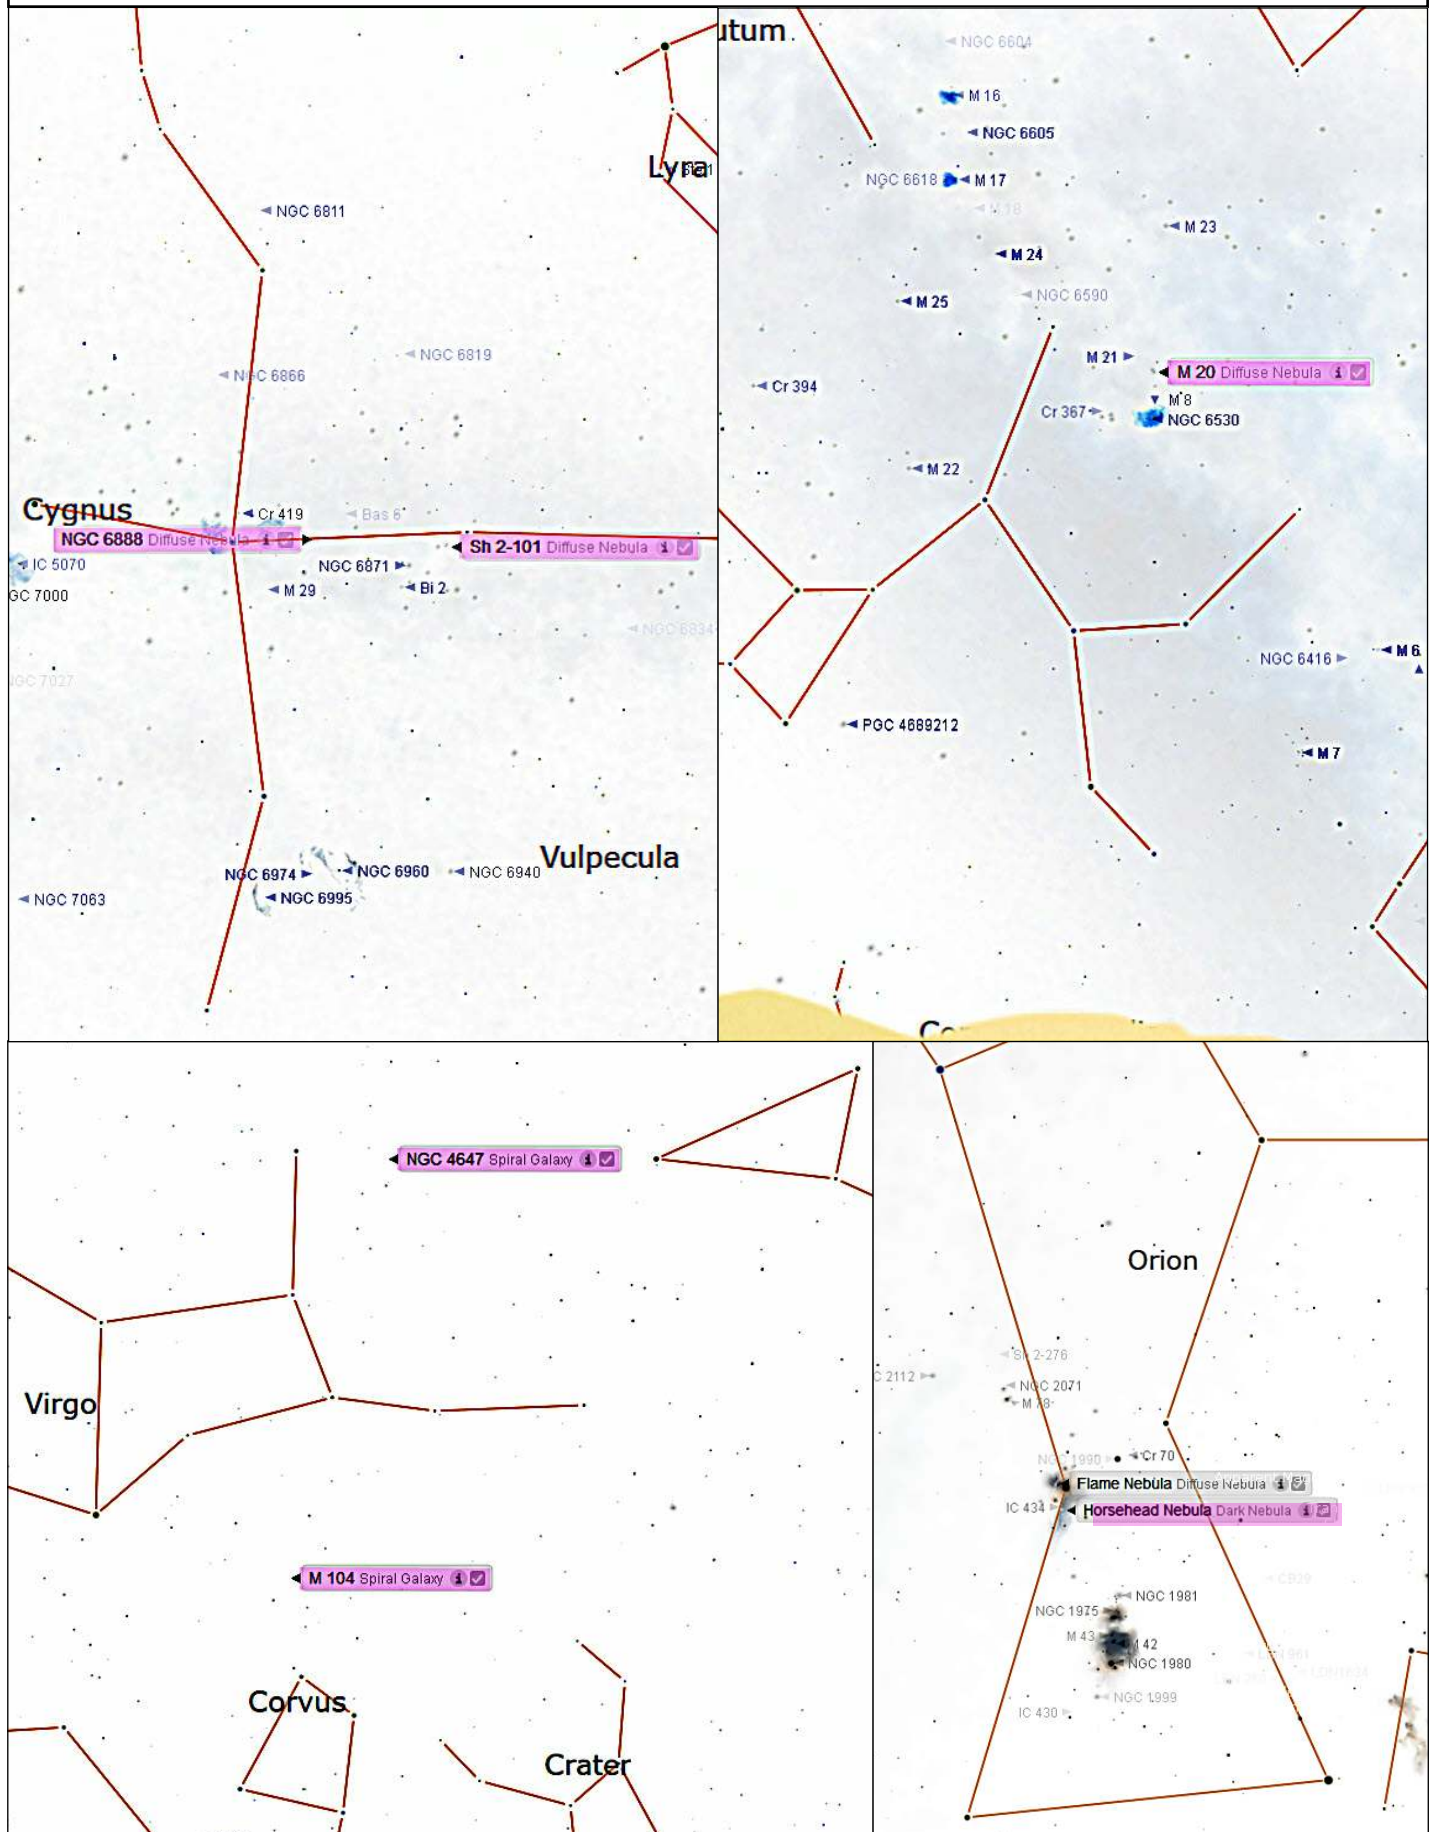 Lyra
NGC 6811
NGC 6819
NGC 6866
Cygnus
Cr 419
Bas 6
NGC 6888 Diffuse Nebula
Sh 2-101 Diffuse Nebula
IC 5070
NGC 6871
GC 7000
M 29
Bi 2
NGC 6834
GC 7027
Vulpecula
NGC 6974
NGC 6960
NGC 6940
NGC 6995
NGC 7063
utum
NGC 6604
M 16
NGC 6605
NGC 6618
M 17
M 18
M 23
M 24
NGC 6590
M 25
M 21
M 20 Diffuse Nebula
Cr 394
M 8
Cr 367
NGC 6530
M 22
M 6
NGC 6416
PGC 4689212
M 7
NGC 4647 Spiral Galaxy
Virgo
M 104 Spiral Galaxy
Corvus
Crater
Orion
Sh 2-276
C 2112
NGC 2071
M 78
NGC 1990
Cr 70
Flame Nebula Diffuse Nebula
IC 434
Horsehead Nebula Dark Nebula
NGC 1981
NGC 1975
M 43
M 42
NGC 1980
NGC 1999
IC 430